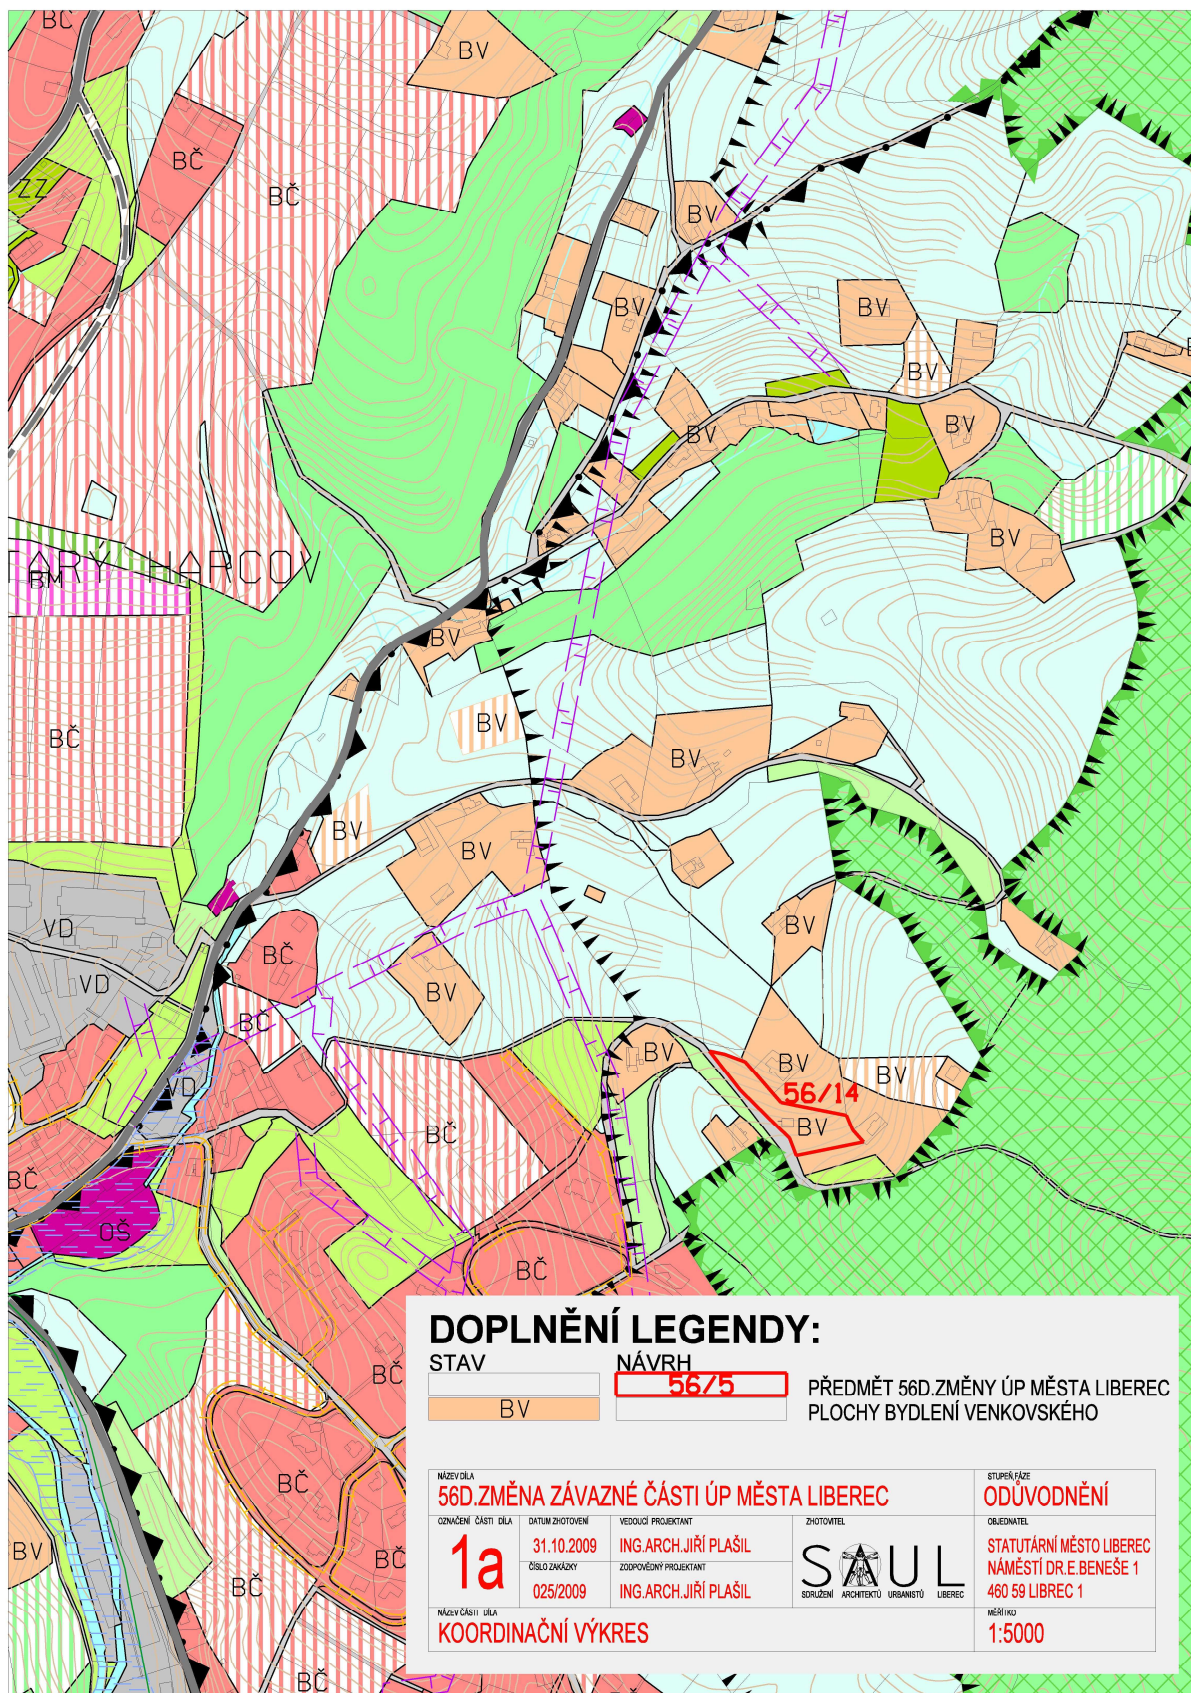 BČ
BV
BČ
BČ
ZZ
BV
BV
BV
BV
BV
BV
BV
TARÝ HARCOV
BM
BV
BČ
BV
BV
BV
BV
VD
BČ
BV
VD
BV
BČ
BV
BV
BV
VD
56/14
BV
BČ
BČ
OŠ
BČ
BČ
BČ
BV
BČ
BČ
BČ
BČ
DOPLNĚNÍ LEGENDY:
STAV NÁVRH
56/5 PŘEDMĚT 56D.ZMĚNY ÚP MĚSTA LIBEREC
BV PLOCHY BYDLENÍ VENKOVSKÉHO
NÁZEV DÍLA STUPEŇ,FÁZE
56D.ZMĚNA ZÁVAZNÉ ČÁSTI ÚP MĚSTA LIBEREC ODŮVODNĚNÍ
OZNAČENÍ ČÁSTI DÍLA DATUM ZHOTOVENÍ VEDOUCÍ PROJEKTANT ZHOTOVITEL OBJEDNATEL
1a 31.10.2009 ING.ARCH.JIŘÍ PLAŠIL STATUTÁRNÍ MĚSTO LIBEREC
ČÍSLO ZAKÁZKY ZODPOVĚDNÝ PROJEKTANT SAUL NÁMĚSTÍ DR.E.BENEŠE 1
025/2009 ING.ARCH.JIŘÍ PLAŠIL SDRUŽENÍ ARCHITEKTŮ URBANISTŮ LIBEREC 460 59 LIBREC 1
NÁZEV ČÁSTI DÍLA MĚŘÍTKO
KOORDINAČNÍ VÝKRES 1:5000